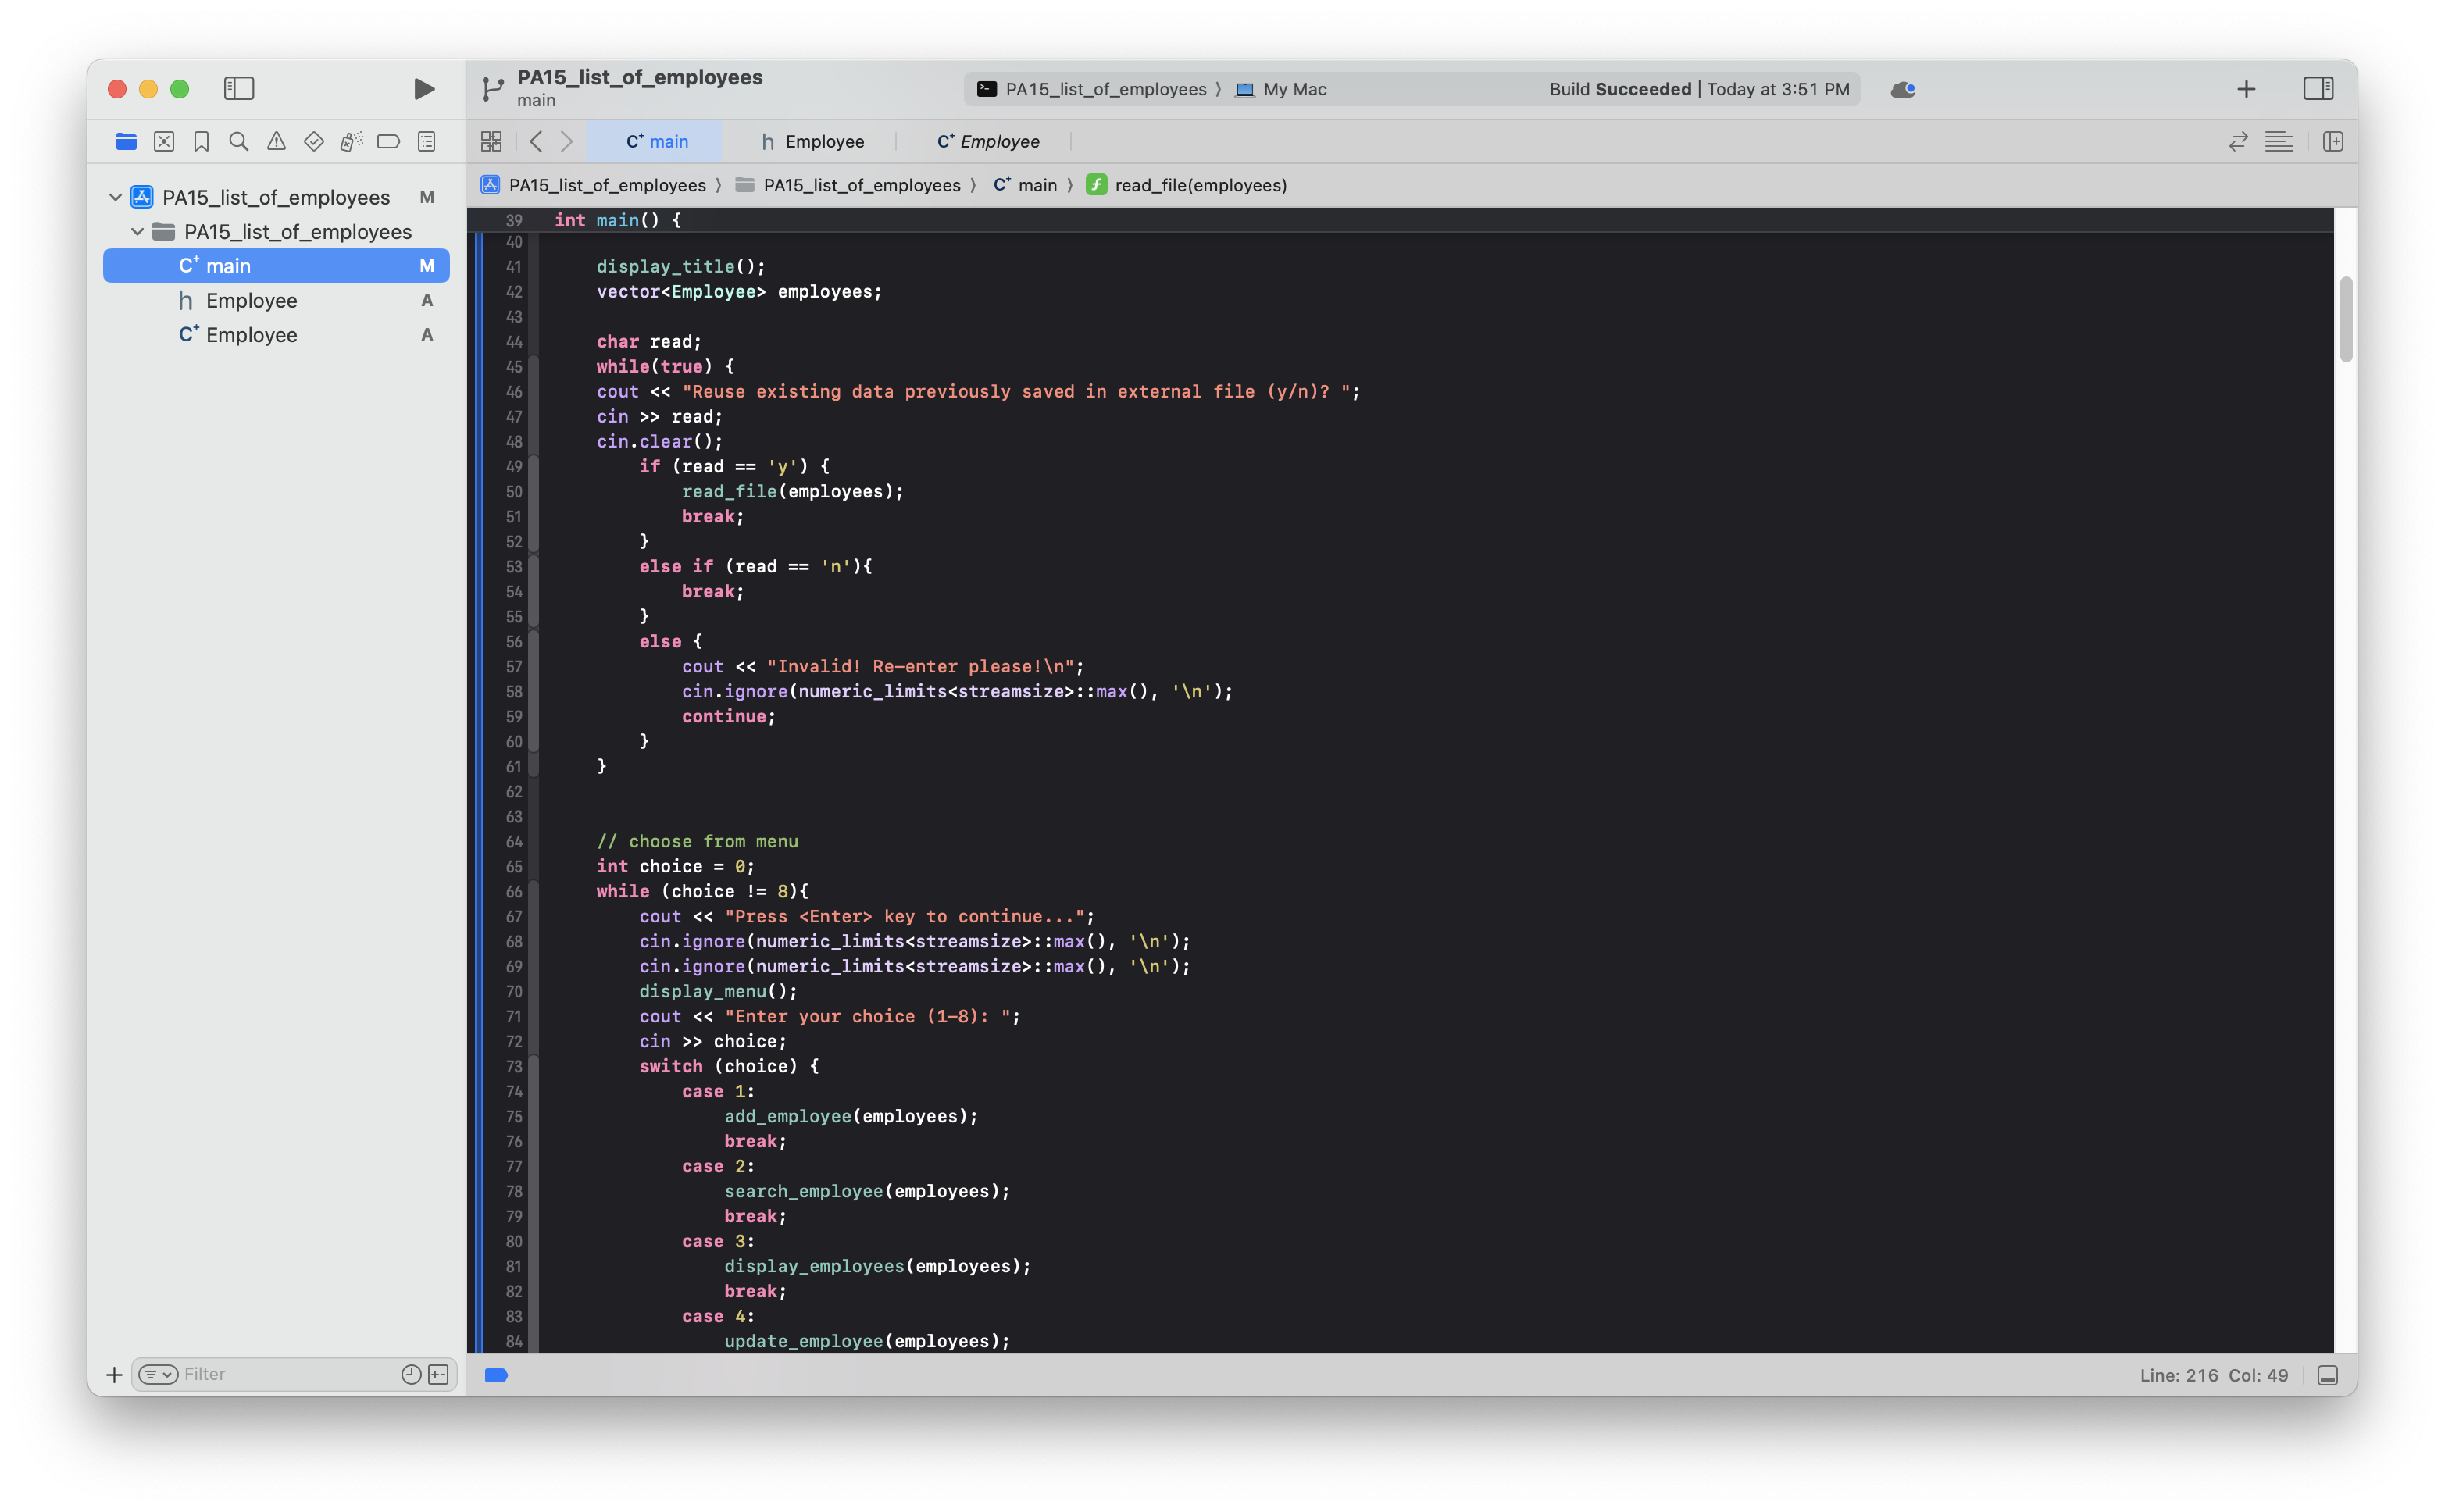 PA15_list_of_employees
main
PA15_list_of_employees 〉 My Mac
Build Succeeded | Today at 3:51 PM
C+ main
h Employee
C+ Employee
PA15_list_of_employees 〉 PA15_list_of_employees 〉 C+ main 〉 f read_file(employees)
PA15_list_of_employees M
PA15_list_of_employees
C+ main M
h Employee A
C+ Employee A
39 int main() {
40
41     display_title();
42     vector<Employee> employees;
43
44     char read;
45     while(true) {
46     cout << "Reuse existing data previously saved in external file (y/n)? ";
47     cin >> read;
48     cin.clear();
49         if (read == 'y') {
50             read_file(employees);
51             break;
52         }
53         else if (read == 'n'){
54             break;
55         }
56         else {
57             cout << "Invalid! Re-enter please!\n";
58             cin.ignore(numeric_limits<streamsize>::max(), '\n');
59             continue;
60         }
61     }
62
63
64     // choose from menu
65     int choice = 0;
66     while (choice != 8){
67         cout << "Press <Enter> key to continue...";
68         cin.ignore(numeric_limits<streamsize>::max(), '\n');
69         cin.ignore(numeric_limits<streamsize>::max(), '\n');
70         display_menu();
71         cout << "Enter your choice (1-8): ";
72         cin >> choice;
73         switch (choice) {
74             case 1:
75                 add_employee(employees);
76                 break;
77             case 2:
78                 search_employee(employees);
79                 break;
80             case 3:
81                 display_employees(employees);
82                 break;
83             case 4:
84                 update_employee(employees);
Filter
Line: 216 Col: 49